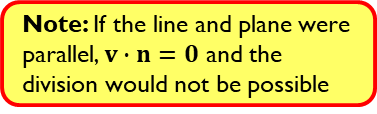 Note: If the line and plane were
parallel, v · n = 0 and the
division would not be possible